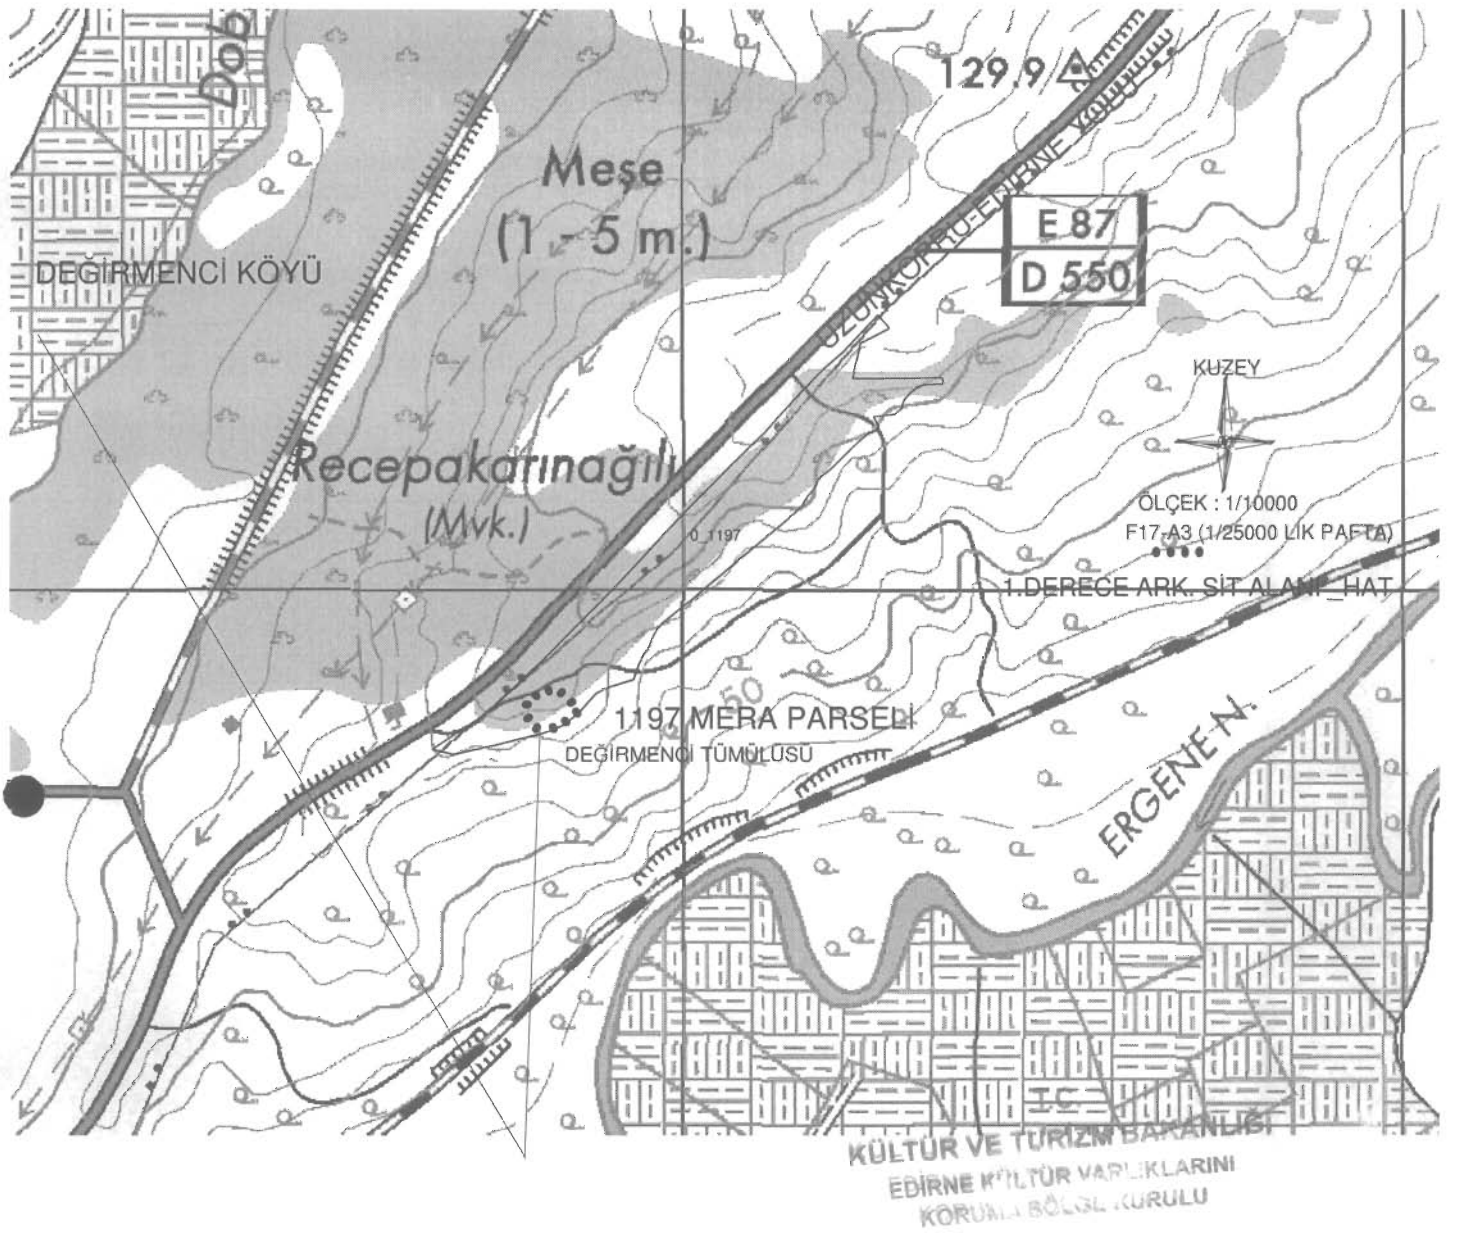 Dob
129.9
Meşe
(1 - 5 m.)
UZUNKÖPRÜ-EDİRNE YOLU
E 87
D 550
DEĞİRMENCİ KÖYÜ
KUZEY
Recepakarınağılı
(Mvk.)
ÖLÇEK : 1/10000
0_1197
F17-A3 (1/25000 LİK PAFTA)
1.DERECE ARK. SİT ALANI_HAT
50
1197 MERA PARSELİ
DEĞİRMENCİ TÜMÜLÜSÜ
ERGENE N.
T.C.
KÜLTÜR VE TURİZM BAKANLIĞI
EDİRNE KÜLTÜR VARLIKLARINI
KORUMA BÖLGE KURULU